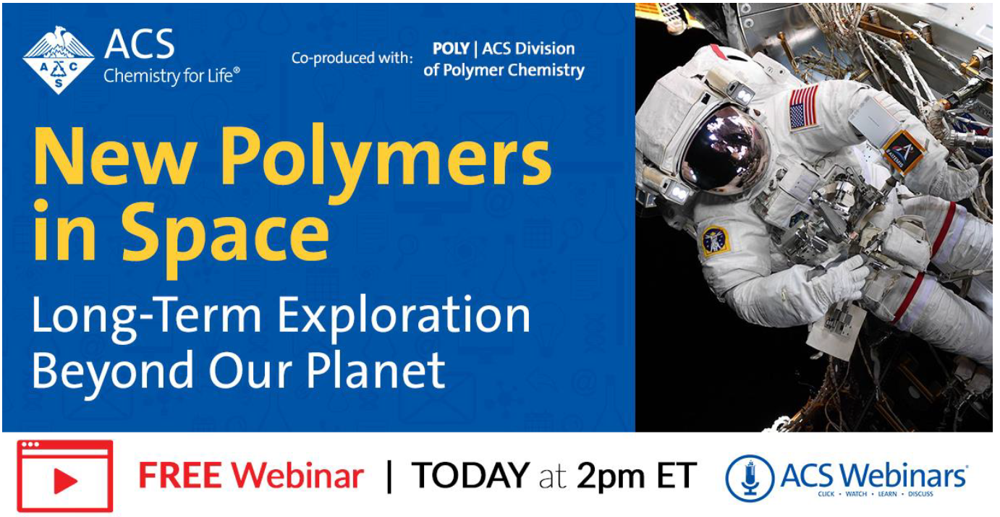 ACS
Chemistry for Life®
A C S
Co-produced with:
POLY | ACS Division
of Polymer Chemistry
New Polymers
in Space
Long-Term Exploration
Beyond Our Planet
#ARTEMIS
FREE Webinar | TODAY at 2pm ET
ACS Webinars®
CLICK • WATCH • LEARN • DISCUSS